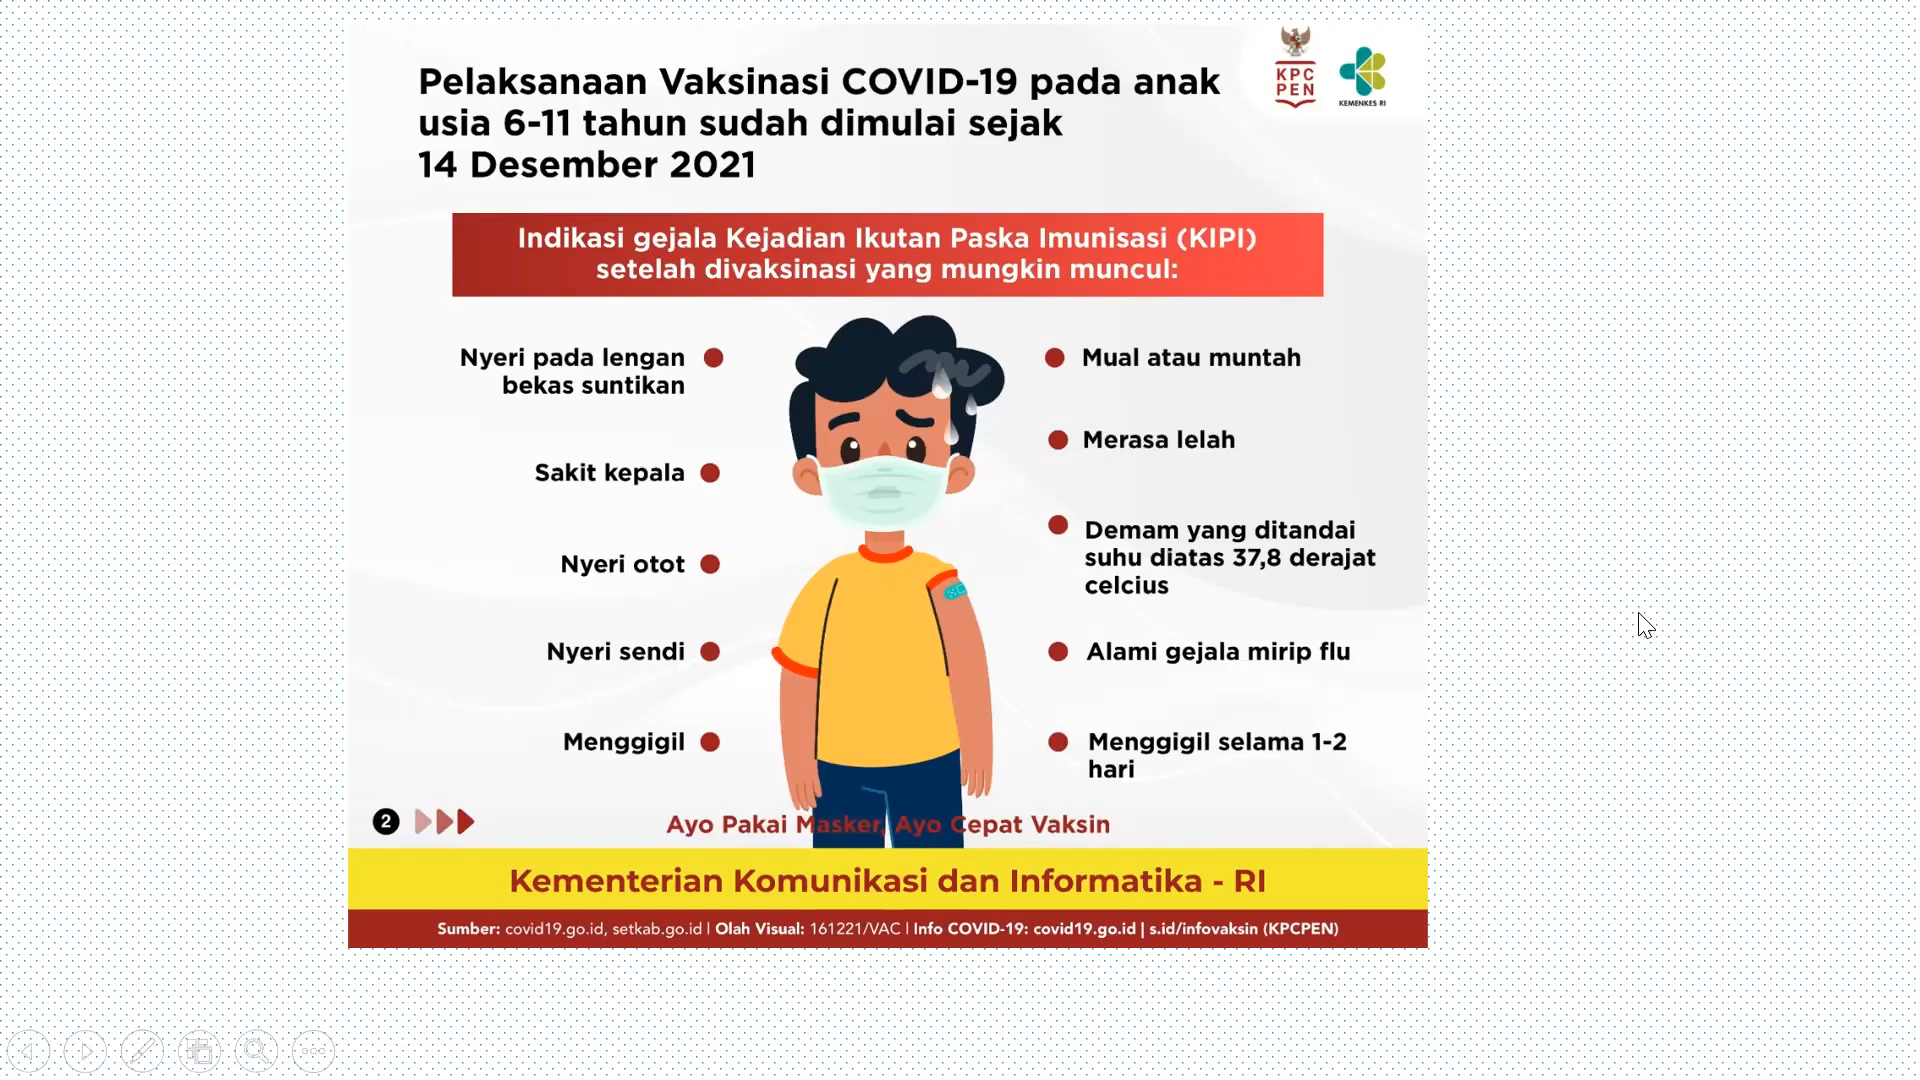 Pelaksanaan Vaksinasi COVID-19 pada anak
usia 6-11 tahun sudah dimulai sejak
14 Desember 2021
KPC
PEN
KEMENKES RI
Indikasi gejala Kejadian Ikutan Paska Imunisasi (KIPI)
setelah divaksinasi yang mungkin muncul:
Nyeri pada lengan
bekas suntikan
Sakit kepala
Nyeri otot
Nyeri sendi
Menggigil
Mual atau muntah
Merasa lelah
Demam yang ditandai
suhu diatas 37,8 derajat
celcius
Alami gejala mirip flu
Menggigil selama 1-2
hari
2
Ayo Pakai Masker, Ayo Cepat Vaksin
Kementerian Komunikasi dan Informatika - RI
Sumber: covid19.go.id, setkab.go.id | Olah Visual: 161221/VAC | Info COVID-19: covid19.go.id | s.id/infovaksin (KPCPEN)